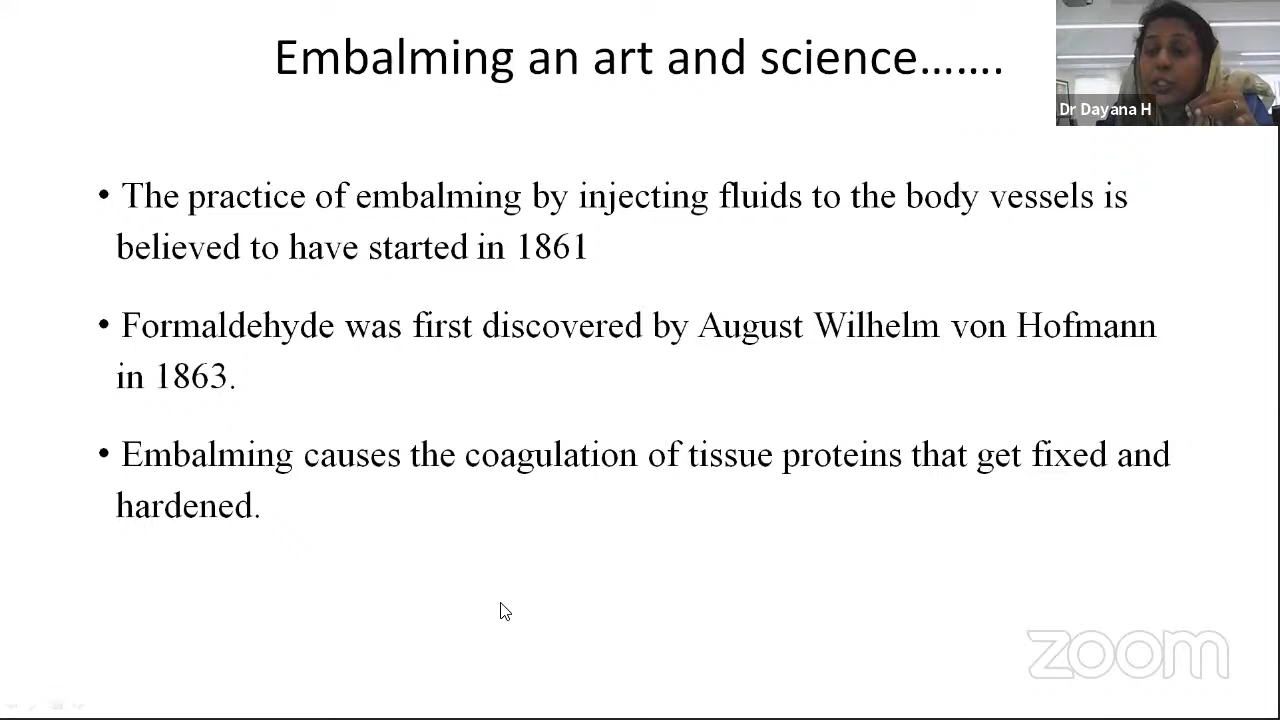 Embalming an art and science.......
Dr Dayana H
• The practice of embalming by injecting fluids to the body vessels is
believed to have started in 1861
• Formaldehyde was first discovered by August Wilhelm von Hofmann
in 1863.
• Embalming causes the coagulation of tissue proteins that get fixed and
hardened.
zoom